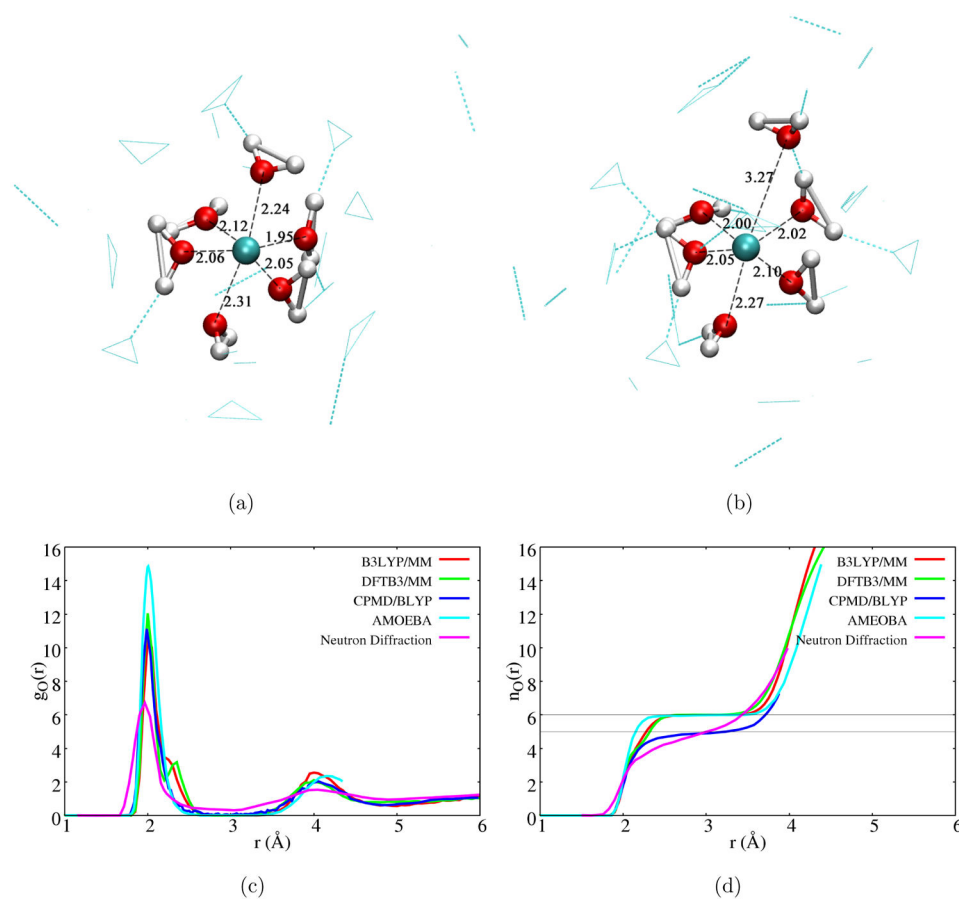 2.24
2.12
1.95
2.06
2.05
2.31
(a)
3.27
2.00
2.02
2.05
2.10
2.27
(b)
16
14
12
10
8
6
4
2
0
g_O(r)
B3LYP/MM
DFTB3/MM
CPMD/BLYP
AMOEBA
Neutron Diffraction
1 2 3 4 5 6
r (Å)
(c)
16
14
12
10
8
6
4
2
0
n_O(r)
B3LYP/MM
DFTB3/MM
CPMD/BLYP
AMEOBA
Neutron Diffraction
1 2 3 4 5 6
r (Å)
(d)